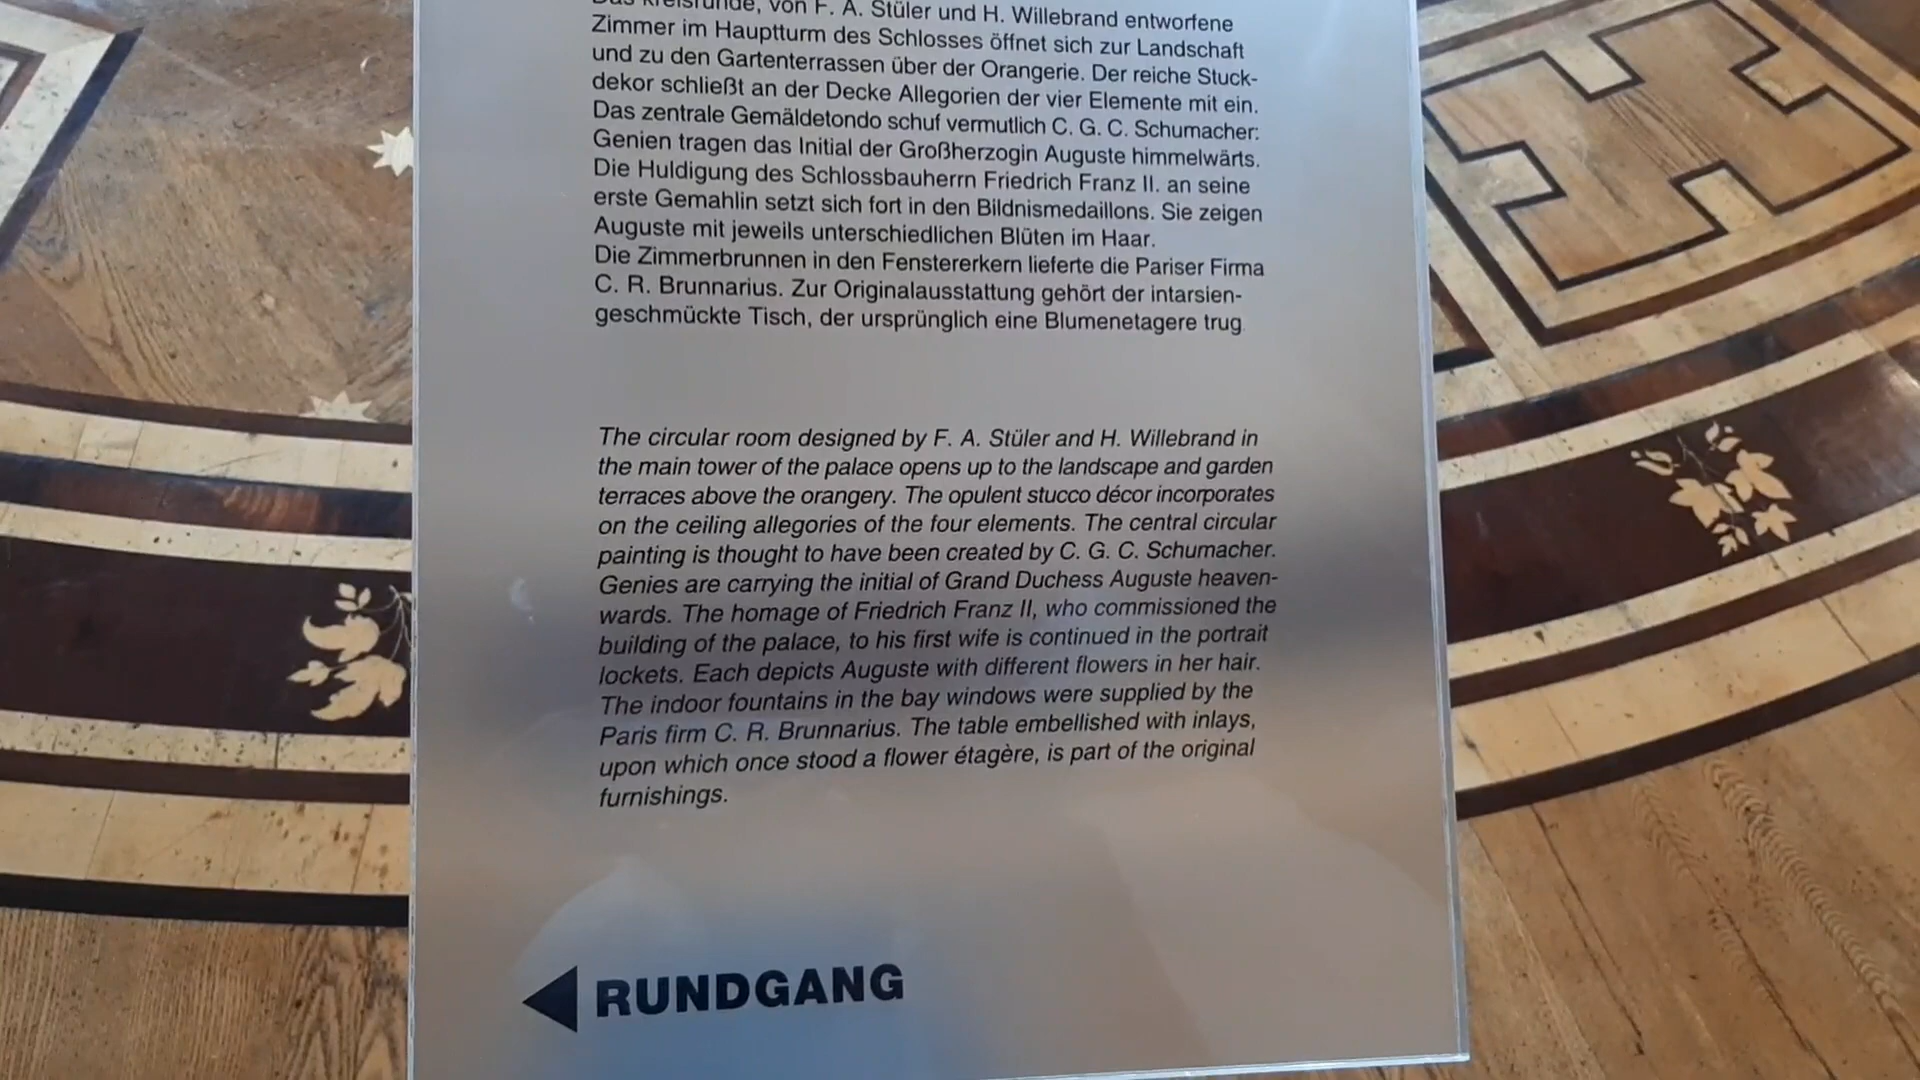 Das kreisrunde, von F. A. Stüler und H. Willebrand entworfene
Zimmer im Hauptturm des Schlosses öffnet sich zur Landschaft
und zu den Gartenterrassen über der Orangerie. Der reiche Stuck-
dekor schließt an der Decke Allegorien der vier Elemente mit ein.
Das zentrale Gemäldetondo schuf vermutlich C. G. C. Schumacher:
Genien tragen das Initial der Großherzogin Auguste himmelwärts.
Die Huldigung des Schlossbauherrn Friedrich Franz II. an seine
erste Gemahlin setzt sich fort in den Bildnismedaillons. Sie zeigen
Auguste mit jeweils unterschiedlichen Blüten im Haar.
Die Zimmerbrunnen in den Fenstererkern lieferte die Pariser Firma
C. R. Brunnarius. Zur Originalausstattung gehört der intarsien-
geschmückte Tisch, der ursprünglich eine Blumenetagere trug.
The circular room designed by F. A. Stüler and H. Willebrand in
the main tower of the palace opens up to the landscape and garden
terraces above the orangery. The opulent stucco décor incorporates
on the ceiling allegories of the four elements. The central circular
painting is thought to have been created by C. G. C. Schumacher.
Genies are carrying the initial of Grand Duchess Auguste heaven-
wards. The homage of Friedrich Franz II, who commissioned the
building of the palace, to his first wife is continued in the portrait
lockets. Each depicts Auguste with different flowers in her hair.
The indoor fountains in the bay windows were supplied by the
Paris firm C. R. Brunnarius. The table embellished with inlays,
upon which once stood a flower étagère, is part of the original
furnishings.
RUNDGANG